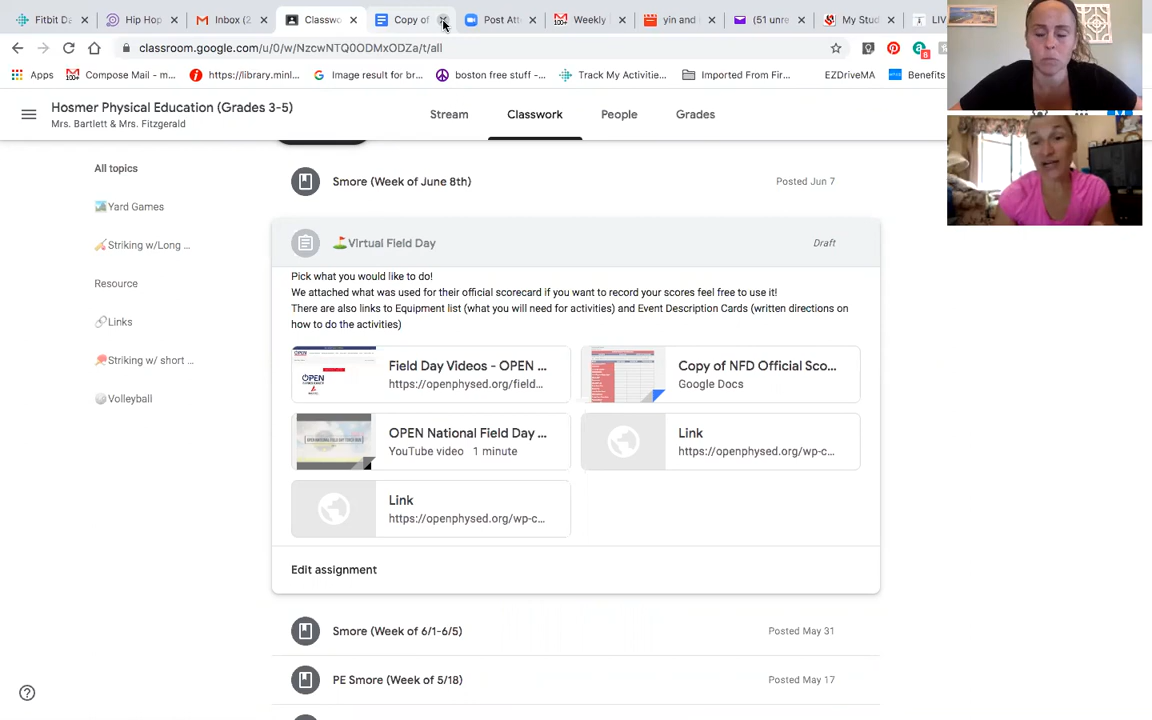 Fitbit Da
Hip Hop
Inbox (2
Classwo
Copy of
Post Att
Weekly
yin and
(51 unre
My Stud
LIV
classroom.google.com/u/0/w/NzcwNTQ0ODMxODZa/t/all
Apps
Compose Mail - m...
https://library.minl...
Image result for br...
boston free stuff -...
Track My Activitie...
Imported From Fir...
EZDriveMA
Benefits
Hosmer Physical Education (Grades 3-5)
Mrs. Bartlett & Mrs. Fitzgerald
Stream
Classwork
People
Grades
All topics
Yard Games
Striking w/Long ...
Resource
Links
Striking w/ short ...
Volleyball
Smore (Week of June 8th)
Posted Jun 7
Virtual Field Day
Draft
Pick what you would like to do!
We attached what was used for their official scorecard if you want to record your scores feel free to use it!
There are also links to Equipment list (what you will need for activities) and Event Description Cards (written directions on
how to do the activities)
OPEN
Field Day Videos - OPEN ...
https://openphysed.org/field...
Copy of NFD Official Sco...
Google Docs
OPEN National Field Day ...
YouTube video 1 minute
Link
https://openphysed.org/wp-c...
Link
https://openphysed.org/wp-c...
Edit assignment
Smore (Week of 6/1-6/5)
Posted May 31
PE Smore (Week of 5/18)
Posted May 17